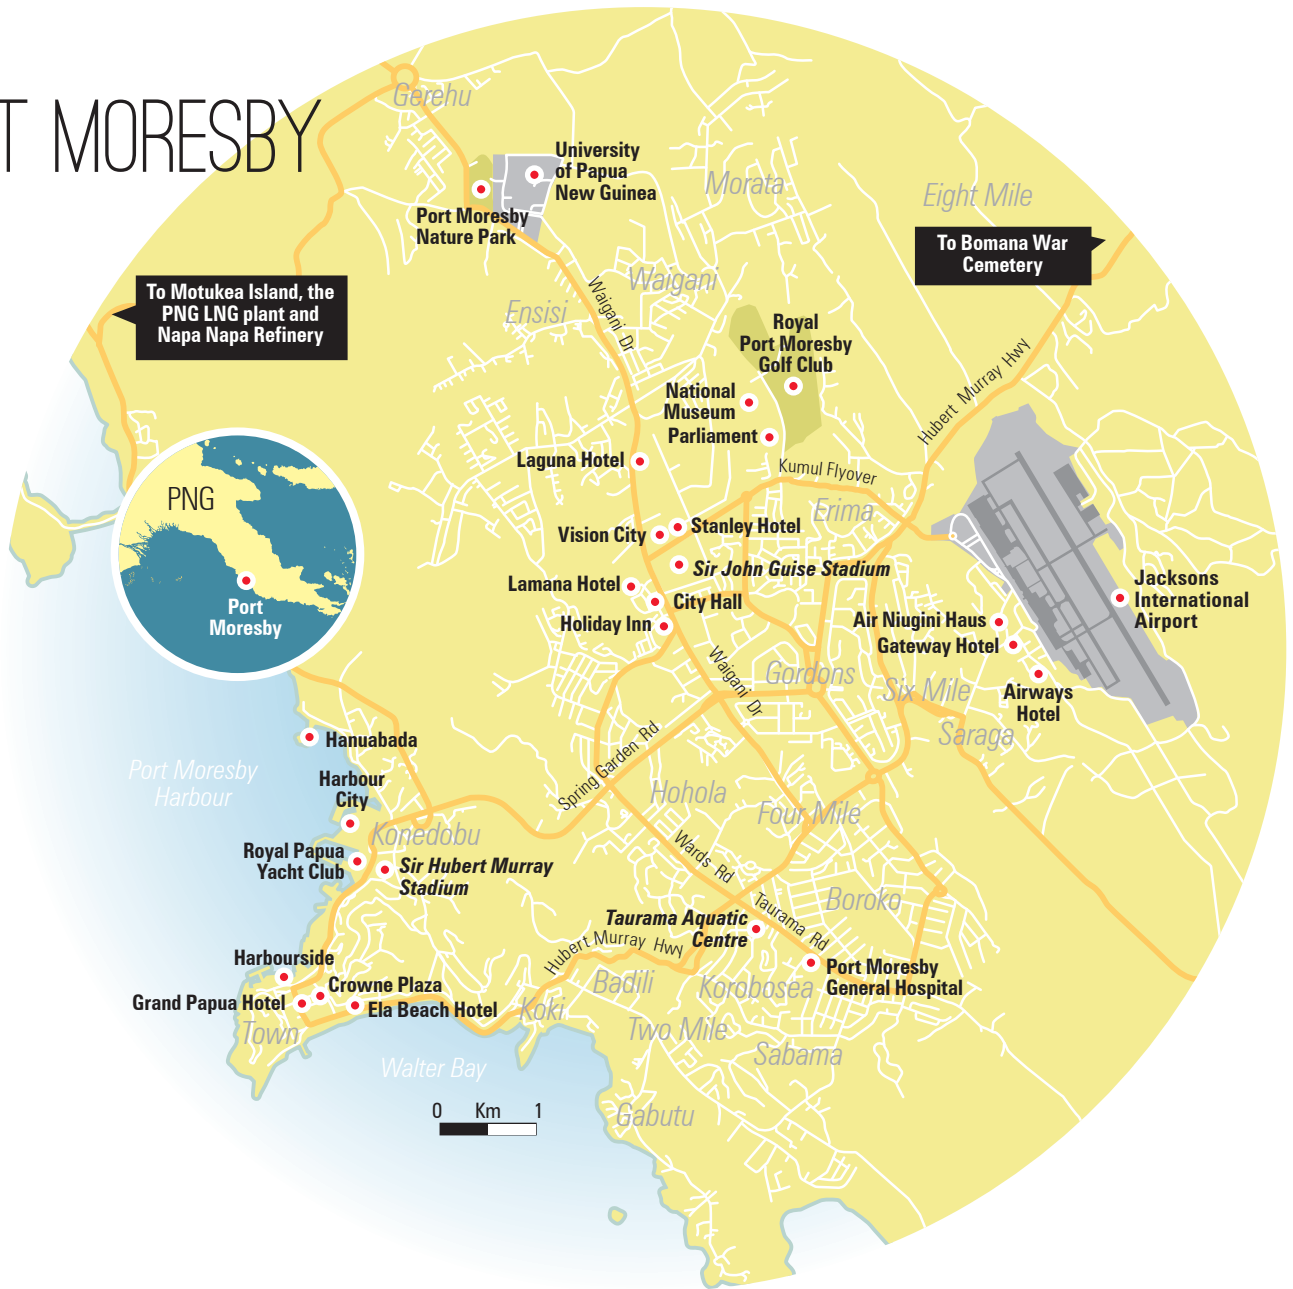 T MORESBY
Gerehu
University
of Papua
New Guinea
Port Moresby
Nature Park
Morata
Eight Mile
To Bomana War
Cemetery
Waigani
Ensisi
Waigani Dr
To Motukea Island, the
PNG LNG plant and
Napa Napa Refinery
Royal
Port Moresby
Golf Club
National
Museum
Parliament
Hubert Murray Hwy
Laguna Hotel
Kumul Flyover
Erima
PNG
Port
Moresby
Vision City
Stanley Hotel
Sir John Guise Stadium
Lamana Hotel
City Hall
Holiday Inn
Jacksons
International
Airport
Air Niugini Haus
Gateway Hotel
Airways
Hotel
Waigani Dr
Gordons
Six Mile
Saraga
Hanuabada
Port Moresby
Harbour
Harbour
City
Spring Garden Rd
Hohola
Four Mile
Konedobu
Royal Papua
Yacht Club
Sir Hubert Murray
Stadium
Wards Rd
Boroko
Taurama Aquatic
Centre
Taurama Rd
Hubert Murray Hwy
Harbourside
Crowne Plaza
Grand Papua Hotel
Ela Beach Hotel
Badili
Korobosea
Port Moresby
General Hospital
Koki
Town
Two Mile
Sabama
Walter Bay
Gabutu
0 Km 1